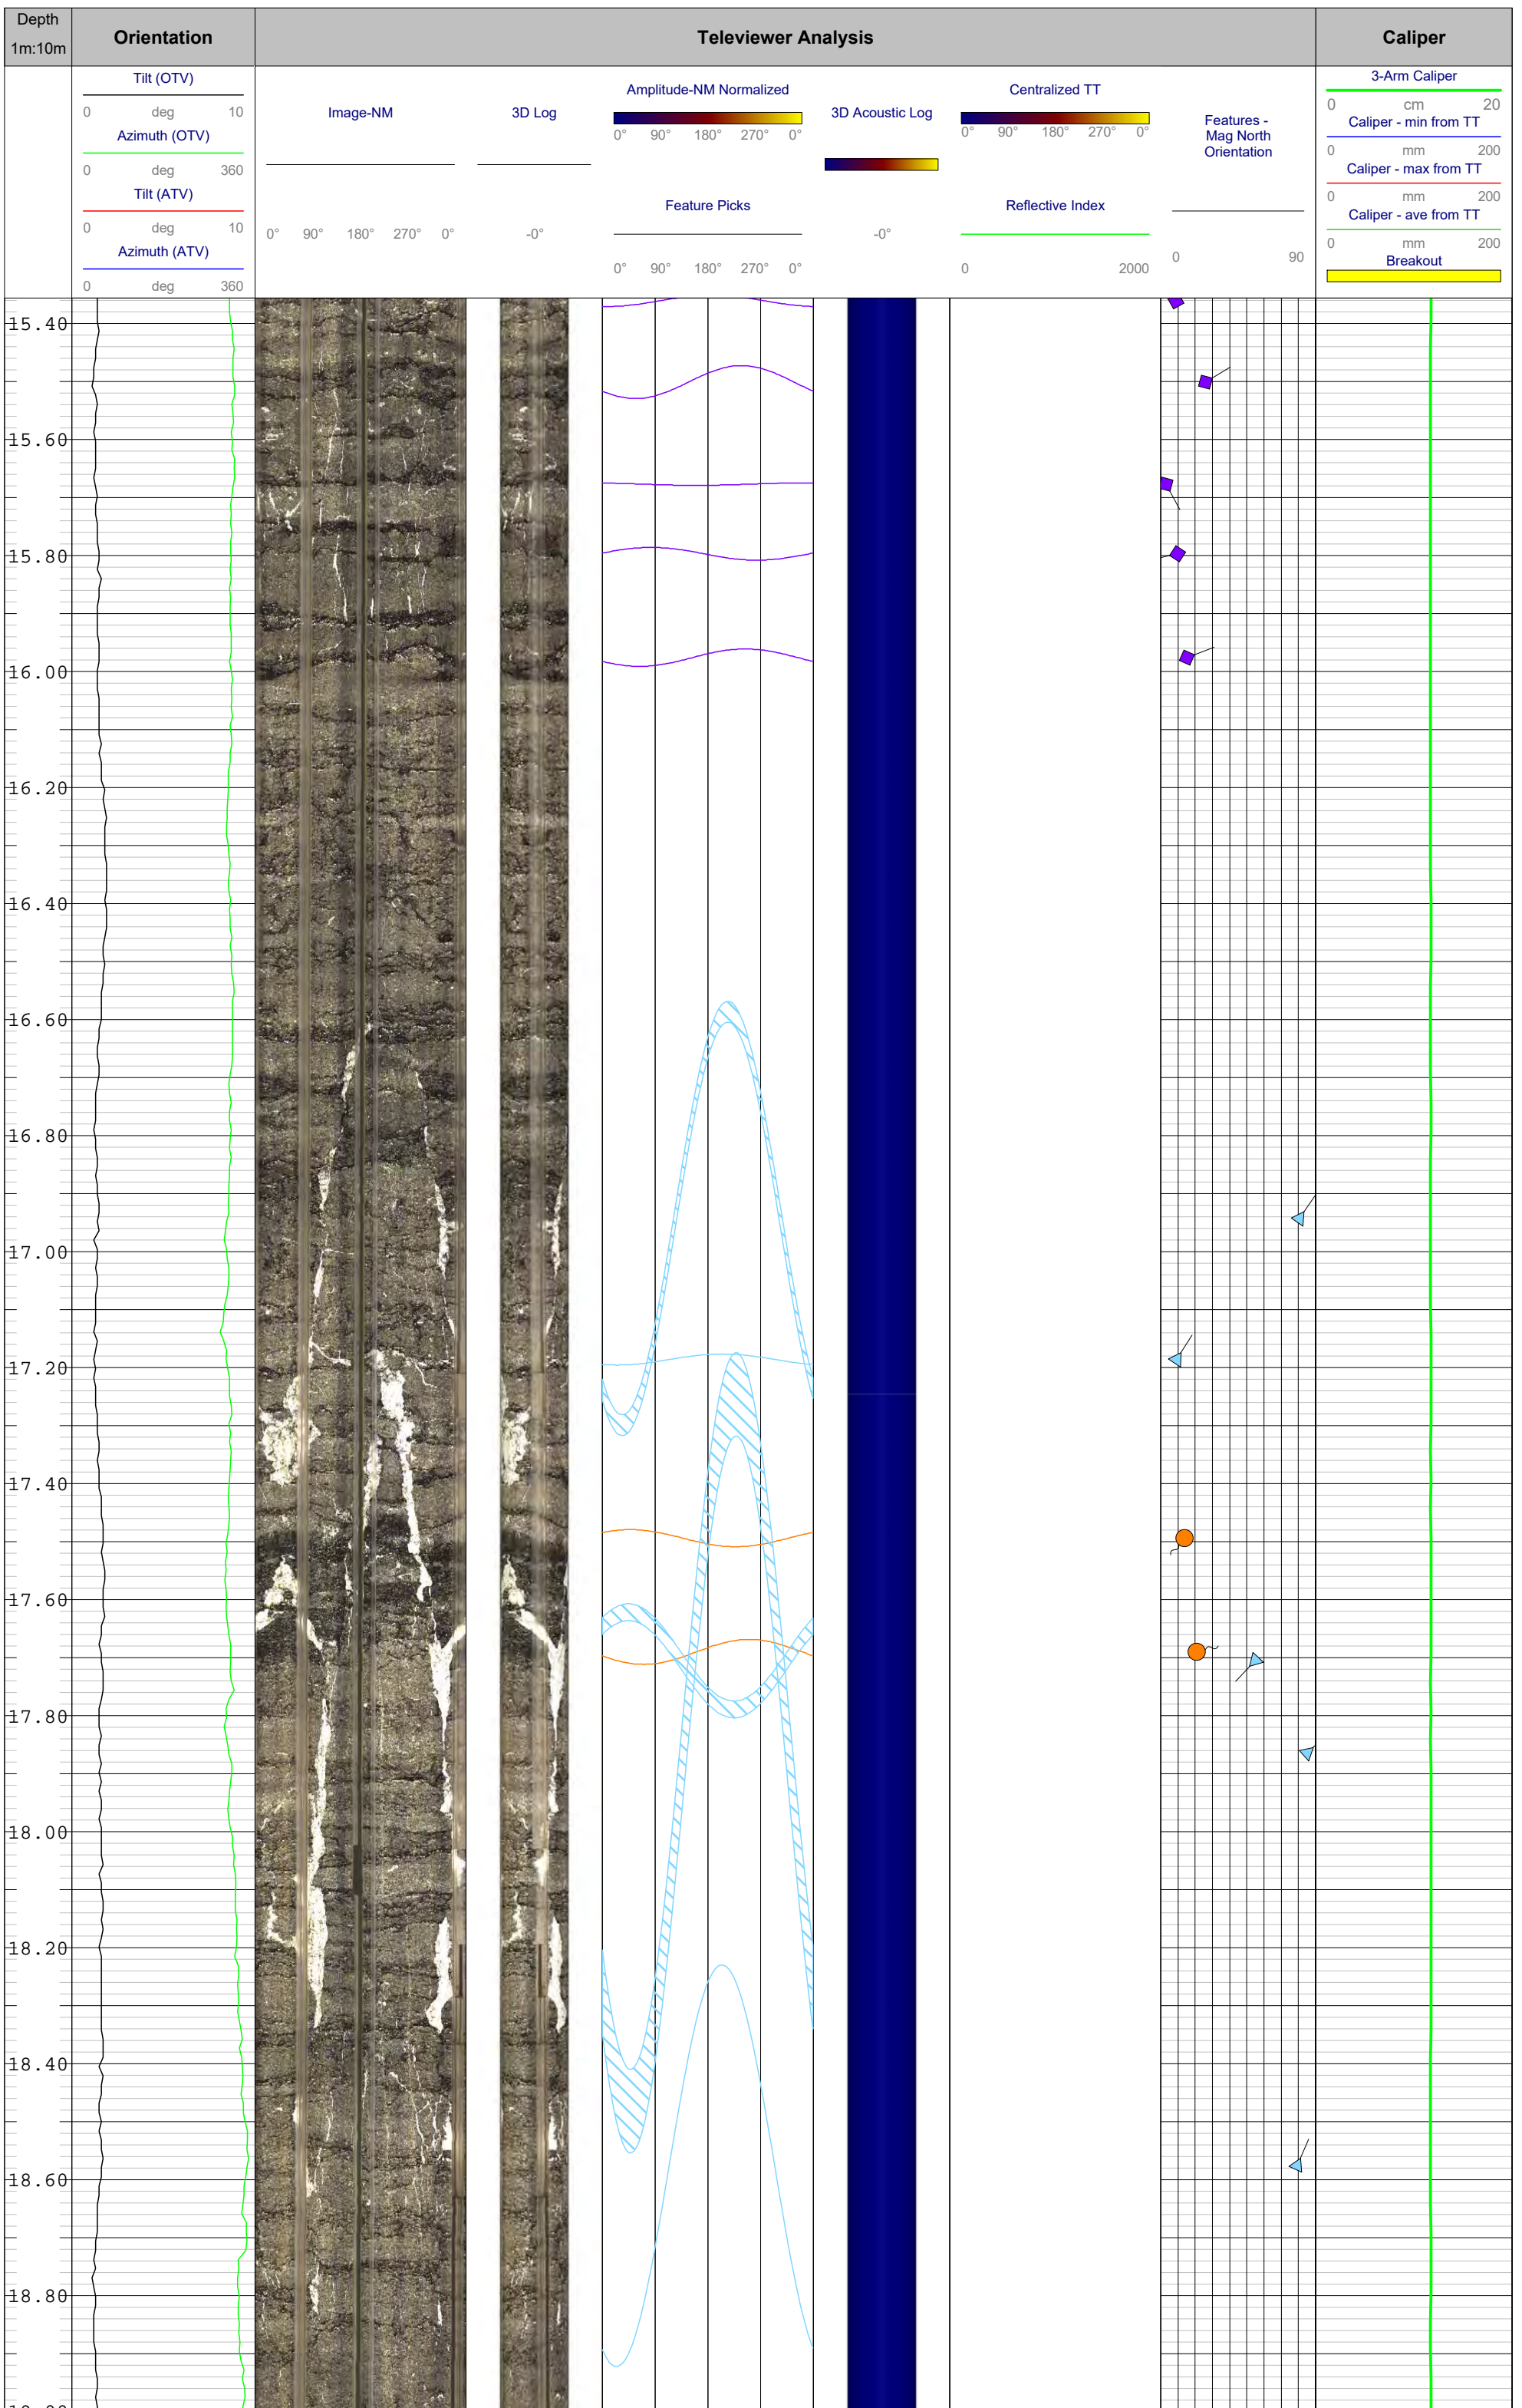 Depth
1m:10m
Orientation
Televiewer Analysis
Caliper
Tilt (OTV)
0 deg 10
Azimuth (OTV)
0 deg 360
Tilt (ATV)
0 deg 10
Azimuth (ATV)
0 deg 360
Image-NM
0° 90° 180° 270° 0°
3D Log
-0°
Amplitude-NM Normalized
0° 90° 180° 270° 0°
Feature Picks
0° 90° 180° 270° 0°
3D Acoustic Log
-0°
Centralized TT
0° 90° 180° 270° 0°
Reflective Index
0 2000
Features -
Mag North
Orientation
0 90
3-Arm Caliper
0 cm 20
Caliper - min from TT
0 mm 200
Caliper - max from TT
0 mm 200
Caliper - ave from TT
0 mm 200
Breakout
15.40
15.60
15.80
16.00
16.20
16.40
16.60
16.80
17.00
17.20
17.40
17.60
17.80
18.00
18.20
18.40
18.60
18.80